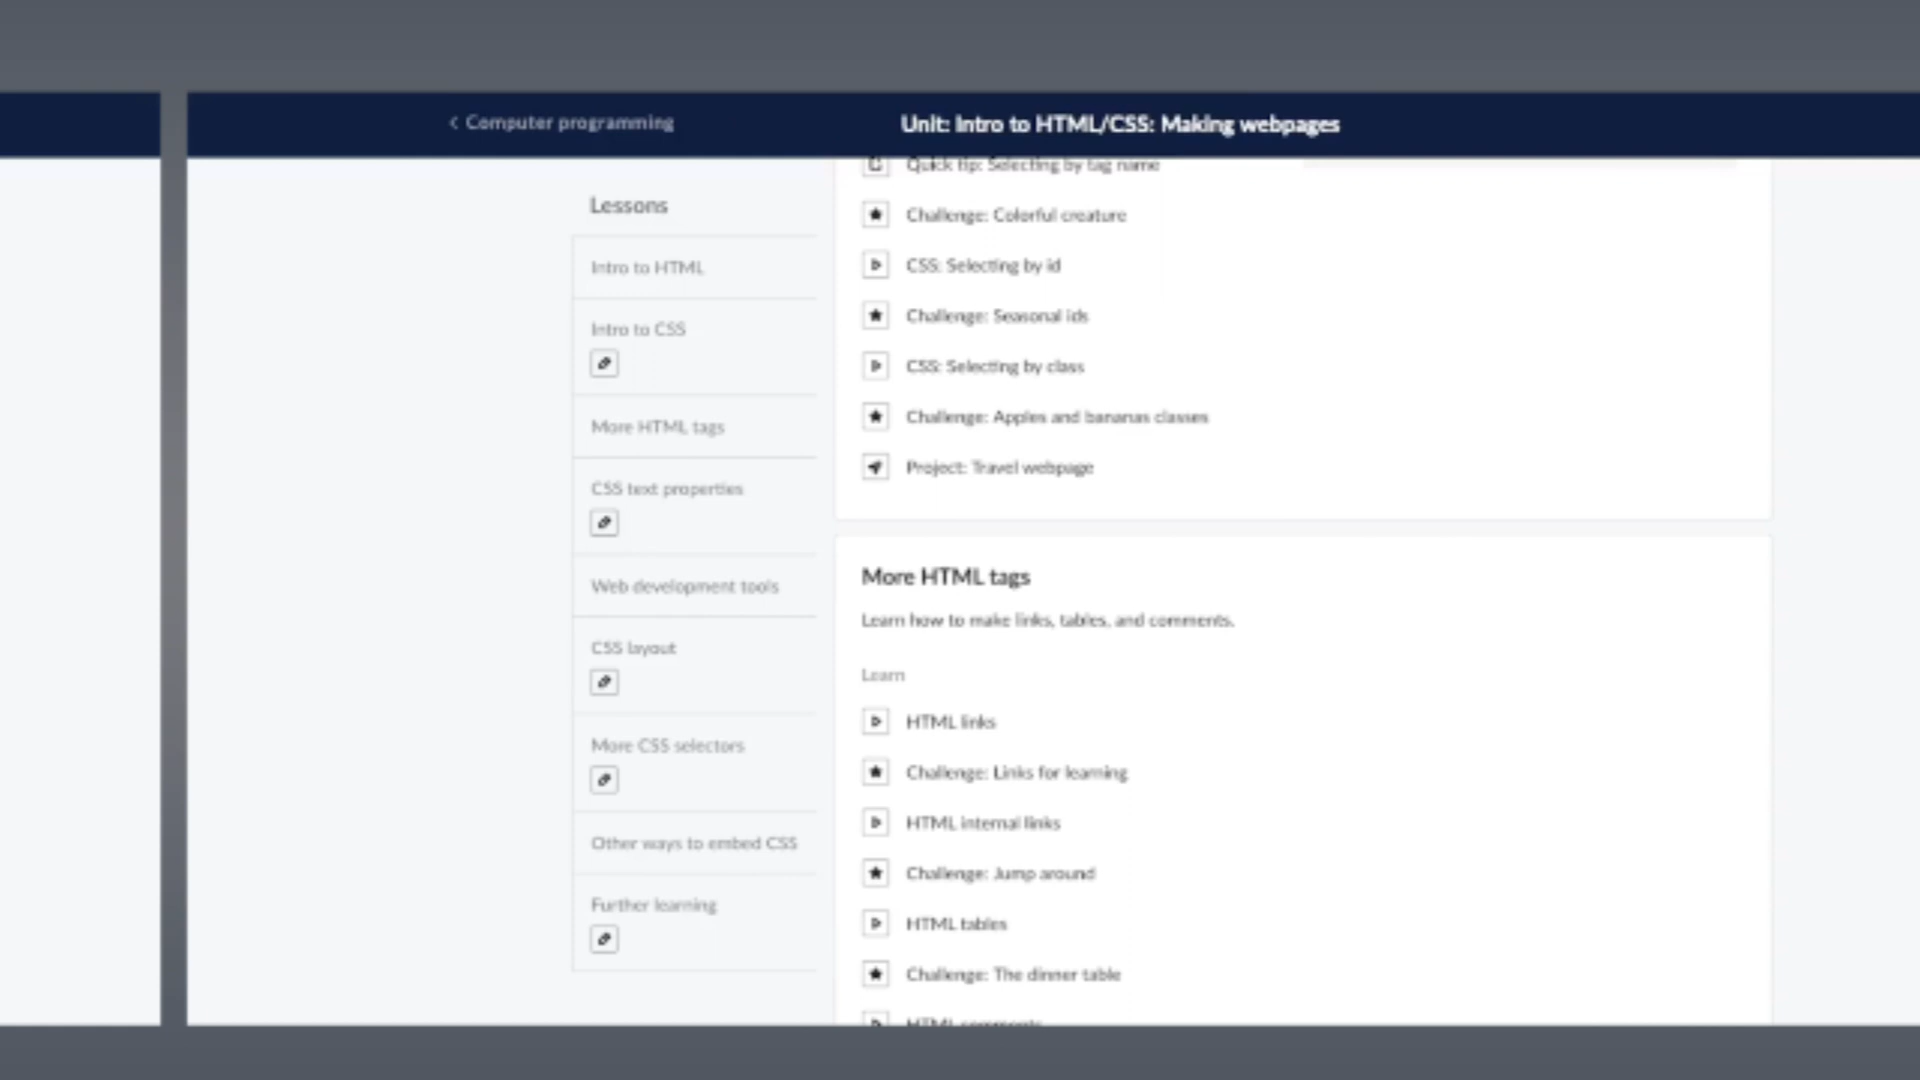 < Computer programming
Unit: Intro to HTML/CSS: Making webpages
Lessons
Intro to HTML
Intro to CSS
More HTML tags
CSS text properties
Web development tools
CSS layout
More CSS selectors
Other ways to embed CSS
Further learning
Quick tip: Selecting by tag name
Challenge: Colorful creature
CSS: Selecting by id
Challenge: Seasonal ids
CSS: Selecting by class
Challenge: Apples and bananas classes
Project: Travel webpage
More HTML tags
Learn how to make links, tables, and comments.
Learn
HTML links
Challenge: Links for learning
HTML internal links
Challenge: Jump around
HTML tables
Challenge: The dinner table
HTML comments